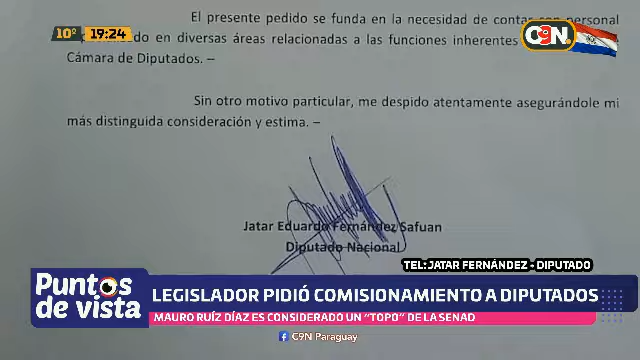 El presente pedido se funda en la necesidad de contar con personal
en diversas áreas relacionadas a las funciones inherentes
Cámara de Diputados. –
Sin otro motivo particular, me despido atentamente asegurándole mi
más distinguida consideración y estima. –
Jatar Eduardo Fernández Safuan
Diputado Nacional
10° 19:24
C9N.
TEL: JATAR FERNÁNDEZ - DIPUTADO
Puntos de vista
LEGISLADOR PIDIÓ COMISIONAMIENTO A DIPUTADOS
MAURO RUÍZ DÍAZ ES CONSIDERADO UN "TOPO" DE LA SENAD
C9N Paraguay